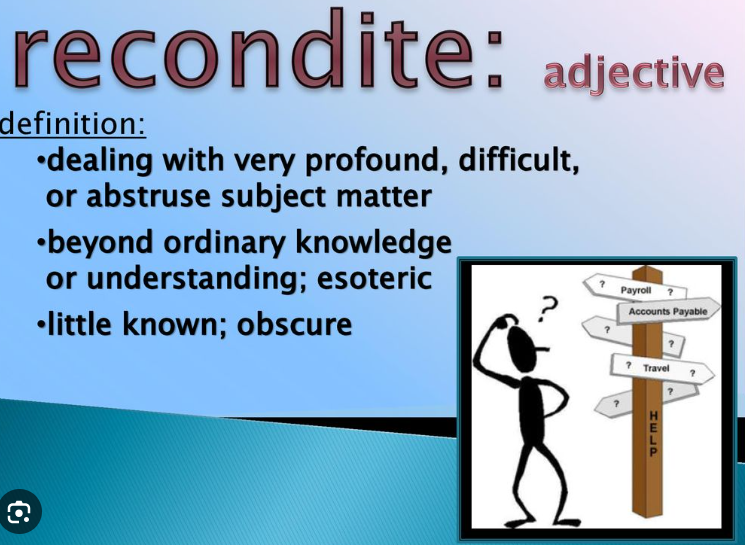 recondite: adjective
definition:
•dealing with very profound, difficult,
or abstruse subject matter
•beyond ordinary knowledge
or understanding; esoteric
•little known; obscure
?
? Payroll ?
Accounts Payable
?
?
? Travel ?
?
?
HELP